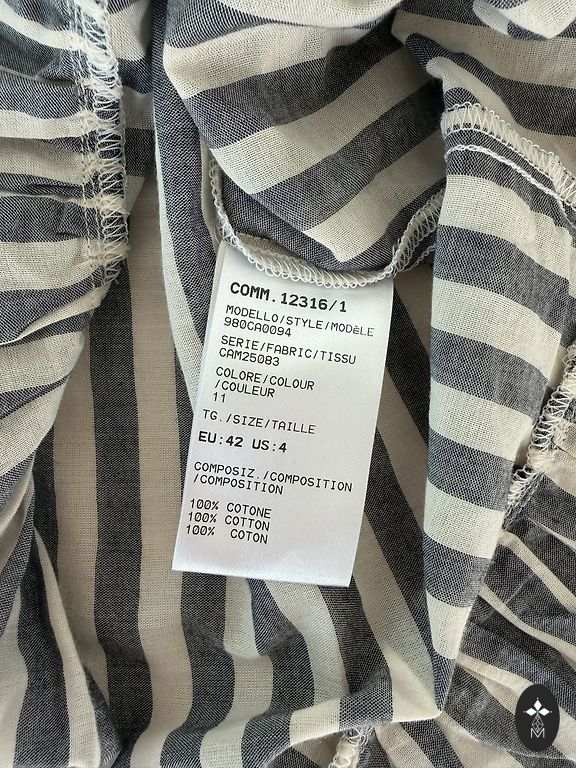 COMM.12316/1
MODELLO/STYLE/MODèLE
980CA0094
SERIE/FABRIC/TISSU
CAM25083
COLORE/COLOUR
/COULEUR
11
TG./SIZE/TAILLE
EU:42 US:4
COMPOSIZ./COMPOSITION
/COMPOSITION
100% COTONE
100% COTTON
100% COTON
M